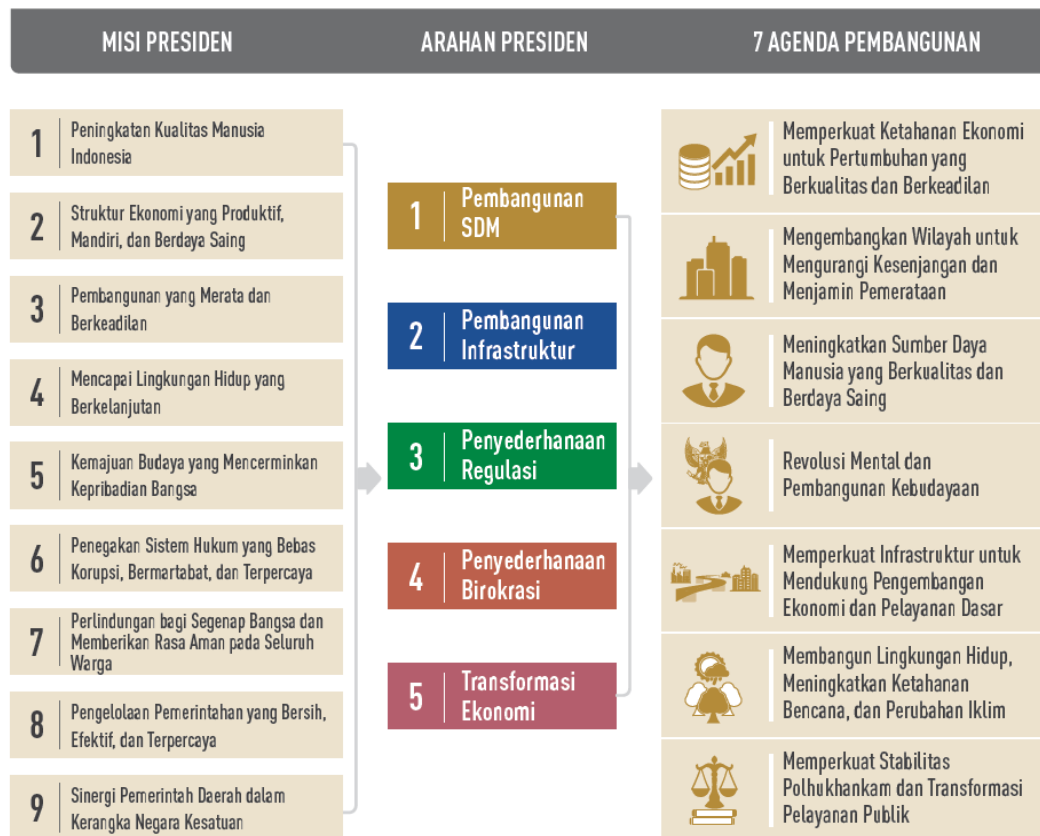 MISI PRESIDEN
ARAHAN PRESIDEN
7 AGENDA PEMBANGUNAN
1
Peningkatan Kualitas Manusia
Indonesia
2
Struktur Ekonomi yang Produktif,
Mandiri, dan Berdaya Saing
3
Pembangunan yang Merata dan
Berkeadilan
4
Mencapai Lingkungan Hidup yang
Berkelanjutan
5
Kemajuan Budaya yang Mencerminkan
Kepribadian Bangsa
6
Penegakan Sistem Hukum yang Bebas
Korupsi, Bermartabat, dan Terpercaya
7
Perlindungan bagi Segenap Bangsa dan
Memberikan Rasa Aman pada Seluruh
Warga
8
Pengelolaan Pemerintahan yang Bersih,
Efektif, dan Terpercaya
9
Sinergi Pemerintah Daerah dalam
Kerangka Negara Kesatuan
1
Pembangunan
SDM
2
Pembangunan
Infrastruktur
3
Penyederhanaan
Regulasi
4
Penyederhanaan
Birokrasi
5
Transformasi
Ekonomi
Memperkuat Ketahanan Ekonomi
untuk Pertumbuhan yang
Berkualitas dan Berkeadilan
Mengembangkan Wilayah untuk
Mengurangi Kesenjangan dan
Menjamin Pemerataan
Meningkatkan Sumber Daya
Manusia yang Berkualitas dan
Berdaya Saing
Revolusi Mental dan
Pembangunan Kebudayaan
Memperkuat Infrastruktur untuk
Mendukung Pengembangan
Ekonomi dan Pelayanan Dasar
Membangun Lingkungan Hidup,
Meningkatkan Ketahanan
Bencana, dan Perubahan Iklim
Memperkuat Stabilitas
Polhukhankam dan Transformasi
Pelayanan Publik